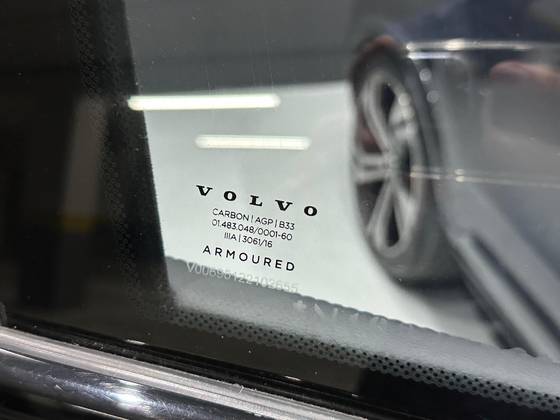 VOLVO
CARBON | AGP | B33
01.483.048/0001-60
IIIA | 3061/16
ARMOURED